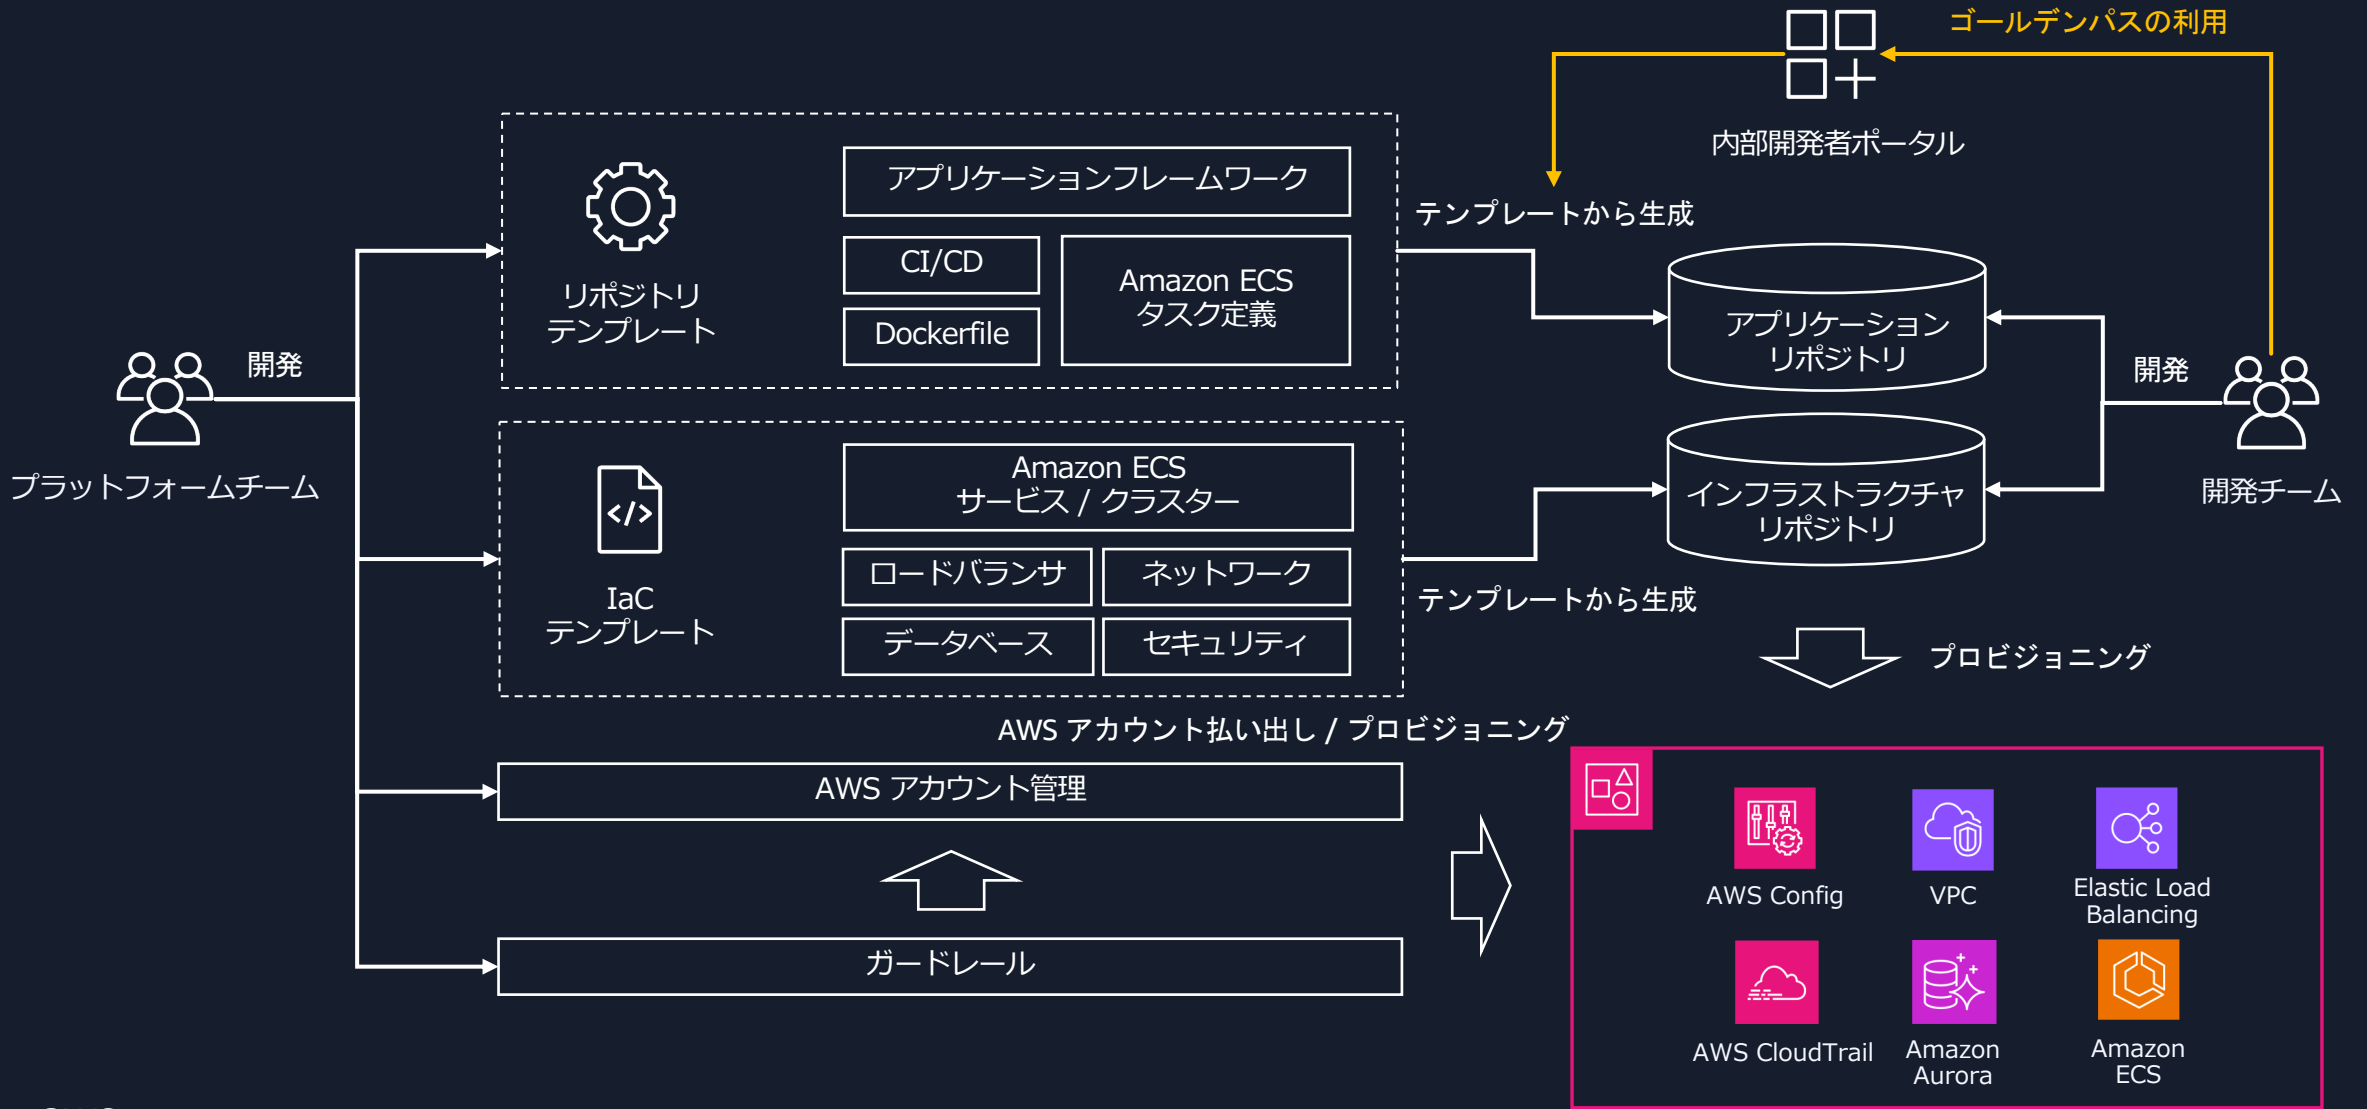 ゴールデンパスの利用
内部開発者ポータル
アプリケーションフレームワーク
CI/CD
Dockerfile
Amazon ECS
タスク定義
リポジトリ
テンプレート
テンプレートから生成
アプリケーション
リポジトリ
開発
プラットフォームチーム
開発
開発チーム
Amazon ECS
サービス / クラスター
ロードバランサ
ネットワーク
データベース
セキュリティ
IaC
テンプレート
インフラストラクチャ
リポジトリ
テンプレートから生成
プロビジョニング
AWS アカウント払い出し / プロビジョニング
AWS アカウント管理
ガードレール
AWS Config
VPC
Elastic Load
Balancing
AWS CloudTrail
Amazon
Aurora
Amazon
ECS